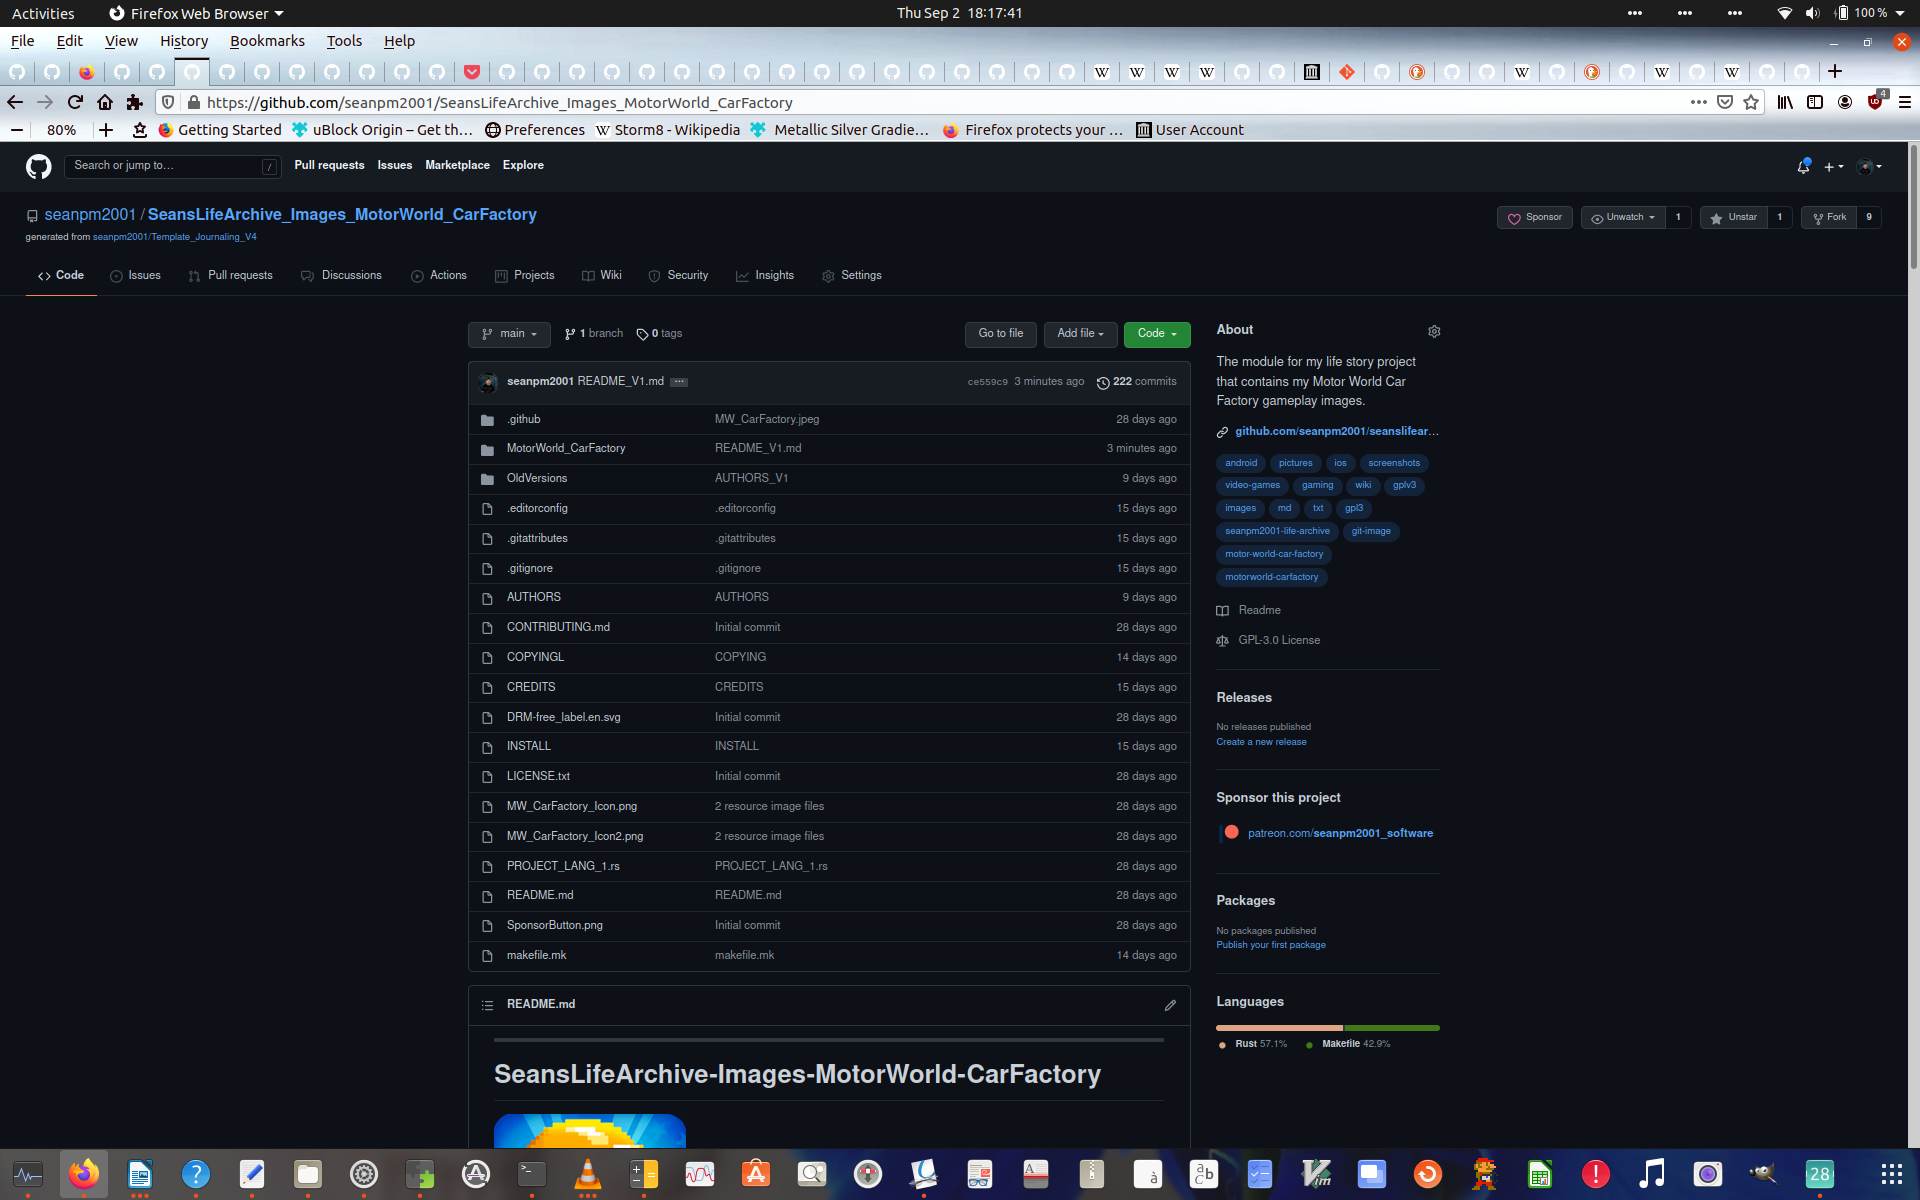 Activities Firefox Web Browser Thu Sep 2 18:17:41 100 %
File Edit View History Bookmarks Tools Help
https://github.com/seanpm2001/SeansLifeArchive_Images_MotorWorld_CarFactory 4
80% Getting Started uBlock Origin – Get th… Preferences Storm8 - Wikipedia Metallic Silver Gradie… Firefox protects your … User Account
Search or jump to… / Pull requests Issues Marketplace Explore
seanpm2001 / SeansLifeArchive_Images_MotorWorld_CarFactory Sponsor Unwatch 1 Unstar 1 Fork 9
generated from seanpm2001/Template_Journaling_V4
Code Issues Pull requests Discussions Actions Projects Wiki Security Insights Settings
main 1 branch 0 tags Go to file Add file Code
seanpm2001 README_V1.md ce559c9 3 minutes ago 222 commits
.github MW_CarFactory.jpeg 28 days ago
MotorWorld_CarFactory README_V1.md 3 minutes ago
OldVersions AUTHORS_V1 9 days ago
.editorconfig .editorconfig 15 days ago
.gitattributes .gitattributes 15 days ago
.gitignore .gitignore 15 days ago
AUTHORS AUTHORS 9 days ago
CONTRIBUTING.md Initial commit 28 days ago
COPYINGL COPYING 14 days ago
CREDITS CREDITS 15 days ago
DRM-free_label.en.svg Initial commit 28 days ago
INSTALL INSTALL 15 days ago
LICENSE.txt Initial commit 28 days ago
MW_CarFactory_Icon.png 2 resource image files 28 days ago
MW_CarFactory_Icon2.png 2 resource image files 28 days ago
PROJECT_LANG_1.rs PROJECT_LANG_1.rs 28 days ago
README.md README.md 28 days ago
SponsorButton.png Initial commit 28 days ago
makefile.mk makefile.mk 14 days ago
README.md
SeansLifeArchive-Images-MotorWorld-CarFactory
About
The module for my life story project
that contains my Motor World Car
Factory gameplay images.
github.com/seanpm2001/seanslifear…
android pictures ios screenshots
video-games gaming wiki gplv3
images md txt gpl3
seanpm2001-life-archive git-image
motor-world-car-factory
motorworld-carfactory
Readme
GPL-3.0 License
Releases
No releases published
Create a new release
Sponsor this project
patreon.com/seanpm2001_software
Packages
No packages published
Publish your first package
Languages
Rust 57.1% Makefile 42.9%
28